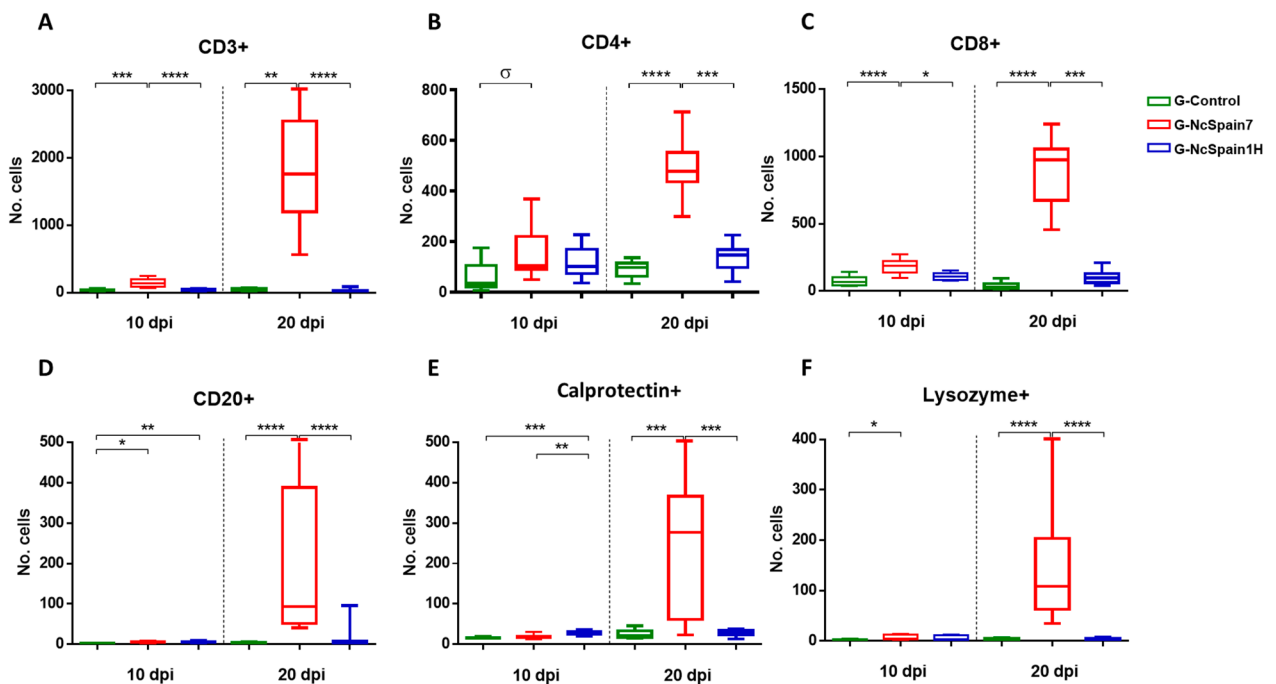 A
CD3+
*** **** ** ****
3000
2000
1000
0
No. cells
10 dpi 20 dpi
B
CD4+
σ **** ***
800
600
400
200
0
No. cells
10 dpi 20 dpi
C
CD8+
**** * **** ***
1500
1000
500
0
No. cells
10 dpi 20 dpi
G-Control
G-NcSpain7
G-NcSpain1H
D
CD20+
** **** ****
*
500
400
300
200
100
0
No. cells
10 dpi 20 dpi
E
Calprotectin+
*** *** ***
**
500
400
300
200
100
0
No. cells
10 dpi 20 dpi
F
Lysozyme+
* **** ****
400
300
200
100
0
No. cells
10 dpi 20 dpi